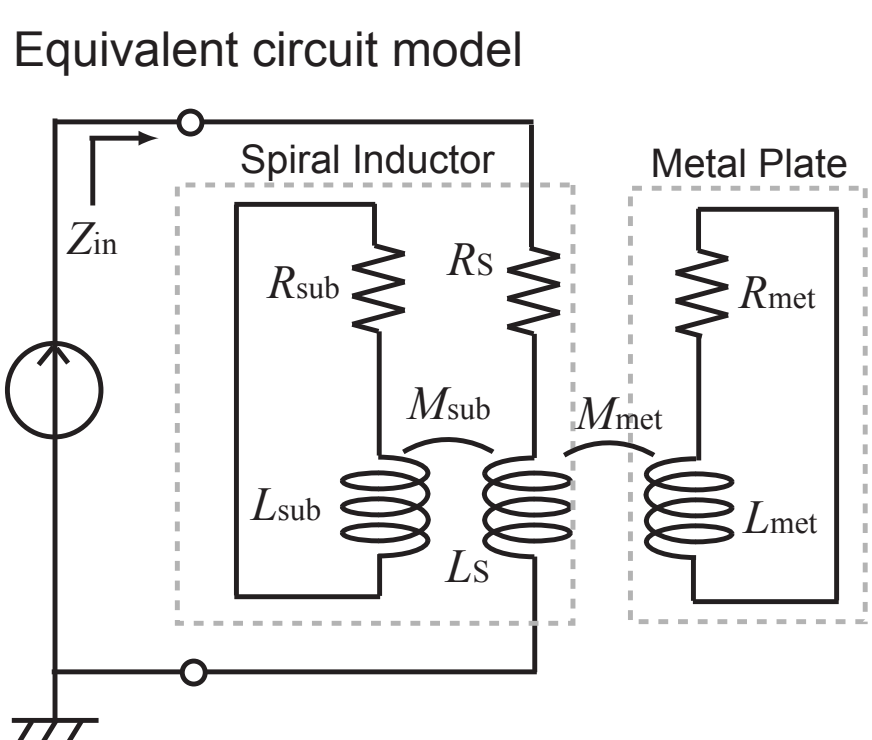 Equivalent circuit model
Spiral Inductor
Metal Plate
Zin
Rsub
RS
Rmet
Msub
Mmet
Lsub
LS
Lmet